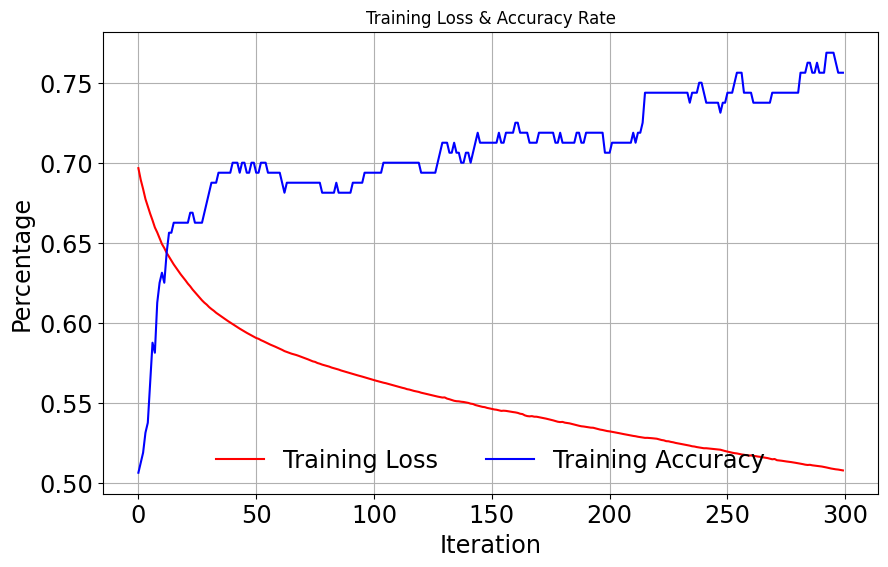 Training Loss & Accuracy Rate
Percentage
0.75
0.70
0.65
0.60
0.55
0.50
Training Loss Training Accuracy
0 50 100 150 200 250 300
Iteration